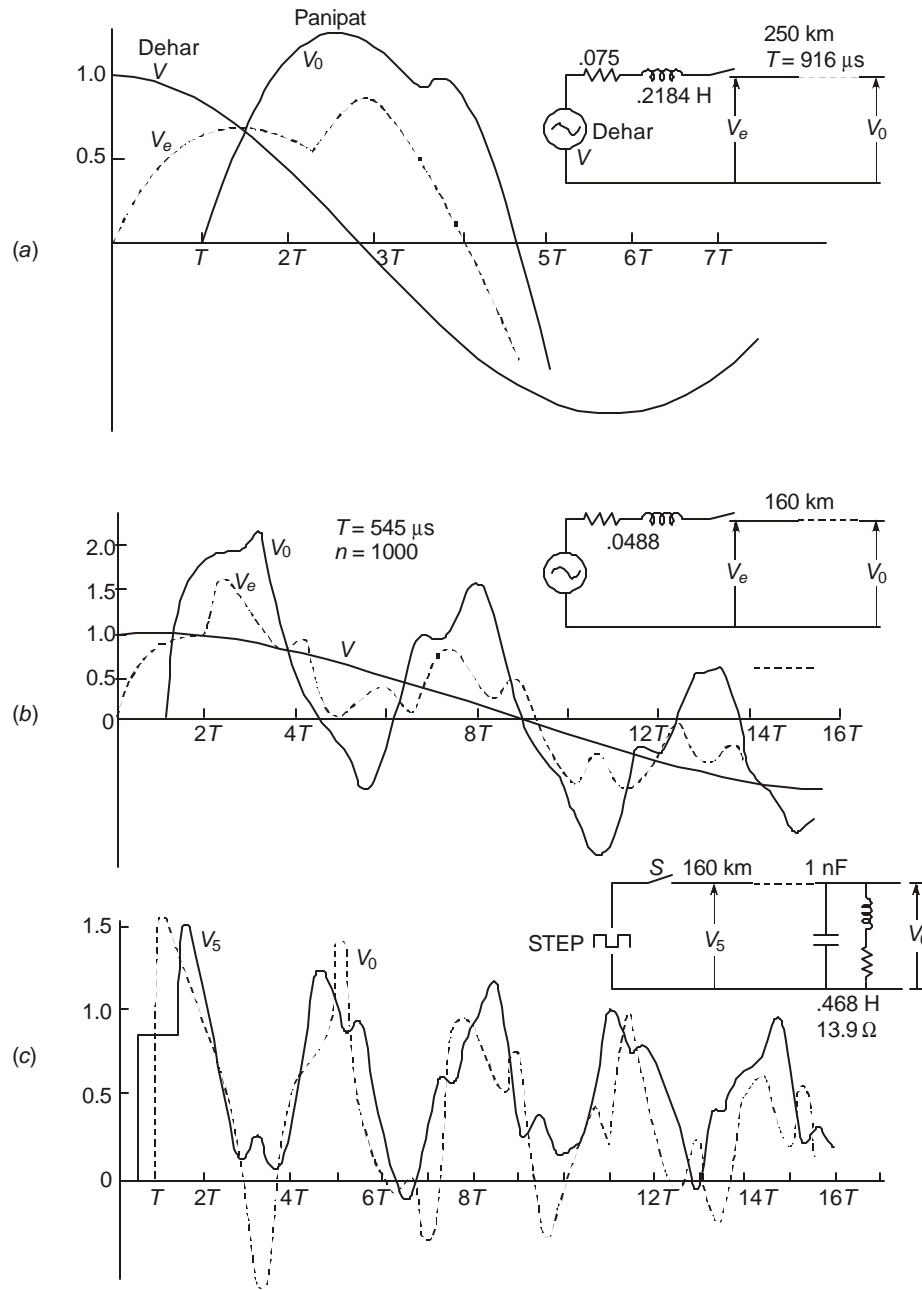 Panipat
Dehar
V
V0
Ve
1.0
0.5
(a)
T
2T
3T
5T
6T
7T
250 km
T = 916 μs
.075
.2184 H
Dehar
V
Ve
V0
T = 545 μs
n = 1000
2.0
1.5
1.0
0.5
0
(b)
V0
Ve
V
2T
4T
8T
12T
14T
16T
160 km
.0488
Ve
V0
S
160 km
1 nF
STEP
V5
V0
.468 H
13.9 Ω
1.5
1.0
0.5
0
(c)
V5
V0
T
2T
4T
6T
8T
12T
14T
16T